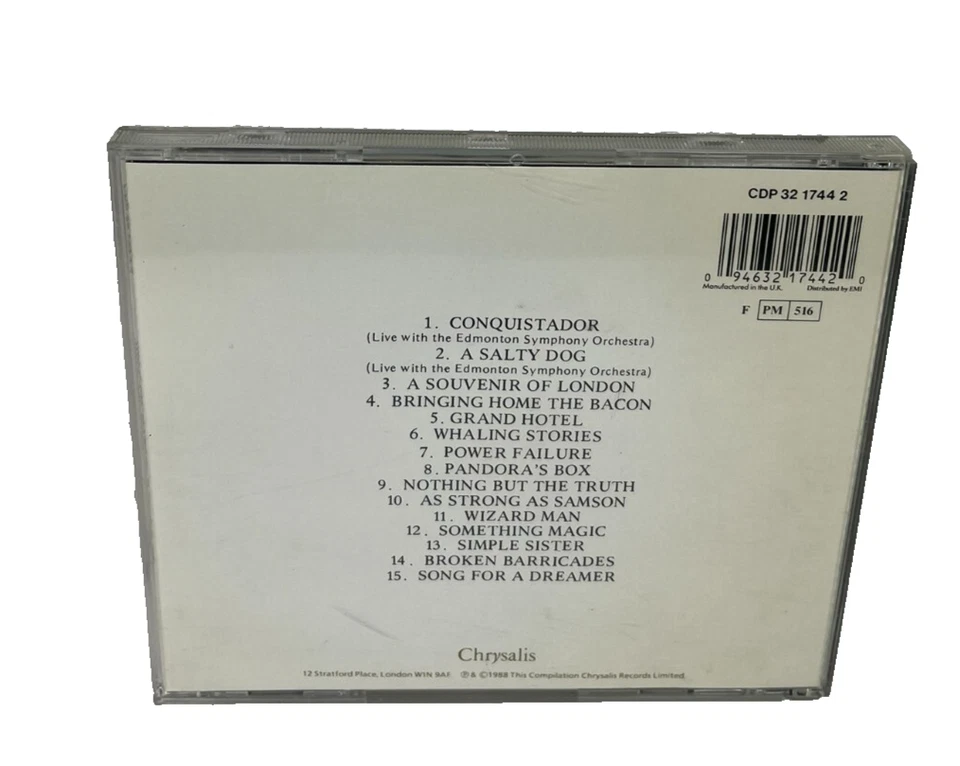 CDP 32 1744 2
0 94632 17442 0
Manufactured in the U.K. Distributed by EMI
F PM 516
1. CONQUISTADOR
(Live with the Edmonton Symphony Orchestra)
2. A SALTY DOG
(Live with the Edmonton Symphony Orchestra)
3. A SOUVENIR OF LONDON
4. BRINGING HOME THE BACON
5. GRAND HOTEL
6. WHALING STORIES
7. POWER FAILURE
8. PANDORA'S BOX
9. NOTHING BUT THE TRUTH
10. AS STRONG AS SAMSON
11. WIZARD MAN
12. SOMETHING MAGIC
13. SIMPLE SISTER
14. BROKEN BARRICADES
15. SONG FOR A DREAMER
Chrysalis
12 Stratford Place, London W1N 9AF ℗ & ©1988 This Compilation Chrysalis Records Limited.